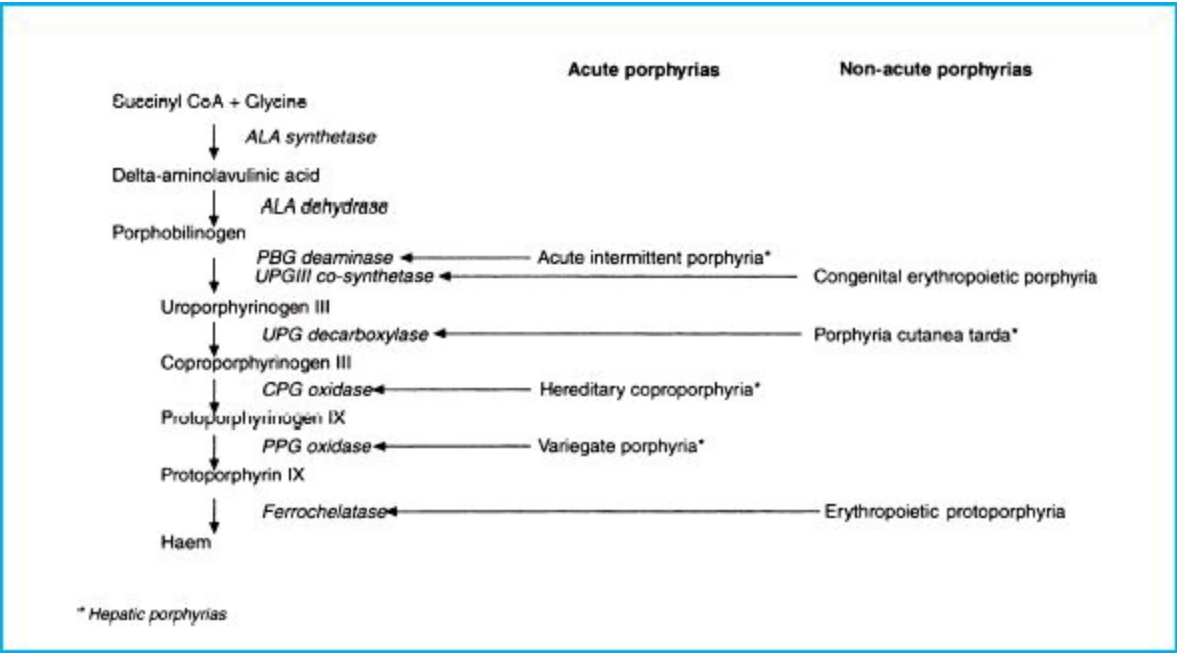 Acute porphyrias Non-acute porphyrias
Succinyl CoA + Glycine
ALA synthetase
Delta-aminolavulinic acid
ALA dehydrase
Porphobilinogen
PBG deaminase Acute intermittent porphyria*
UPGIII co-synthetase Congenital erythropoietic porphyria
Uroporphyrinogen III
UPG decarboxylase Porphyria cutanea tarda*
Coproporphyrinogen III
CPG oxidase Hereditary coproporphyria*
Protoporphyrinogen IX
PPG oxidase Variegate porphyria*
Protoporphyrin IX
Ferrochelatase Erythropoietic protoporphyria
Haem
* Hepatic porphyrias